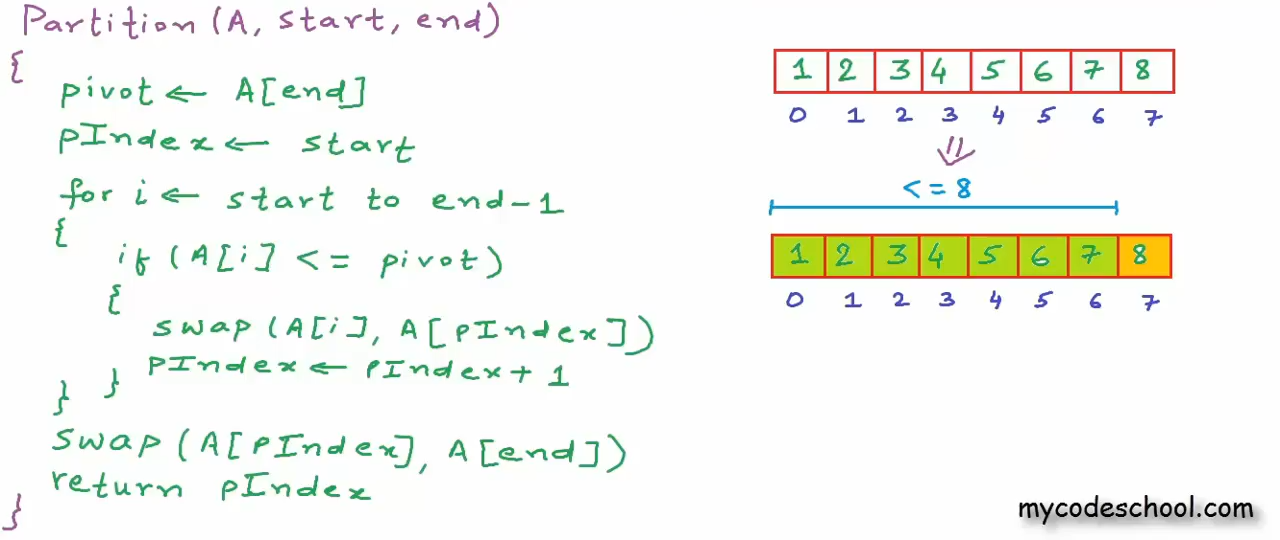 Partition (A, start, end)
{
pivot ← A[end]
pIndex ← start
for i ← start to end-1
{
if (A[i] <= pivot)
{
swap (A[i], A[pIndex])
pIndex ← pIndex + 1
} }
swap (A[pIndex], A[end])
return pIndex
}
1 2 3 4 5 6 7 8
0 1 2 3 4 5 6 7
<= 8
1 2 3 4 5 6 7 8
0 1 2 3 4 5 6 7
mycodeschool.com